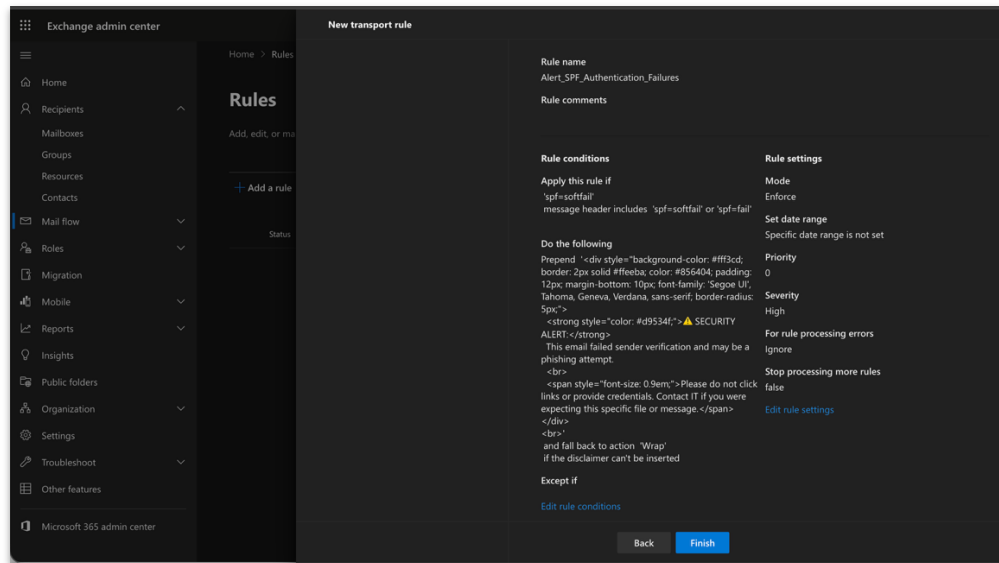 Exchange admin center
New transport rule
Home
Recipients
Mailboxes
Groups
Resources
Contacts
Mail flow
Roles
Migration
Mobile
Reports
Insights
Public folders
Organization
Settings
Troubleshoot
Other features
Microsoft 365 admin center
Home > Rules
Rules
Add, edit, or ma
+ Add a rule
Status
Rule name
Alert_SPF_Authentication_Failures
Rule comments
Rule conditions
Apply this rule if
'spf=softfail'
message header includes 'spf=softfail' or 'spf=fail'
Do the following
Prepend '<div style="background-color: #fff3cd;
border: 2px solid #ffeeba; color: #856404; padding:
12px; margin-bottom: 10px; font-family: 'Segoe UI',
Tahoma, Geneva, Verdana, sans-serif; border-radius:
5px;">
<strong style="color: #d9534f;">⚠ SECURITY
ALERT:</strong>
This email failed sender verification and may be a
phishing attempt.
<br>
<span style="font-size: 0.9em;">Please do not click
links or provide credentials. Contact IT if you were
expecting this specific file or message.</span>
</div>
<br>'
and fall back to action 'Wrap'
if the disclaimer can't be inserted
Except if
Edit rule conditions
Rule settings
Mode
Enforce
Set date range
Specific date range is not set
Priority
0
Severity
High
For rule processing errors
Ignore
Stop processing more rules
false
Edit rule settings
Back
Finish